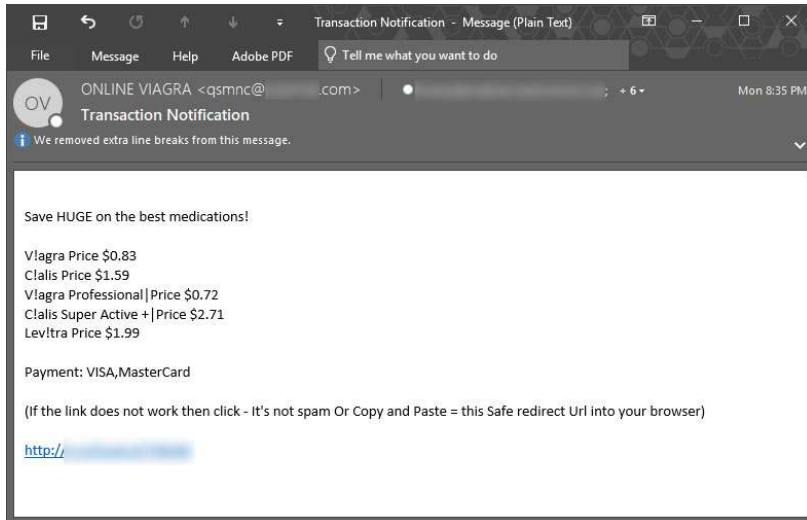 Transaction Notification - Message (Plain Text)
File Message Help Adobe PDF Tell me what you want to do
OV
ONLINE VIAGRA <qsmnc@ .com> ; + 6
Mon 8:35 PM
Transaction Notification
We removed extra line breaks from this message.
Save HUGE on the best medications!
V!agra Price $0.83
C!alis Price $1.59
V!agra Professional|Price $0.72
C!alis Super Active +|Price $2.71
Lev!tra Price $1.99
Payment: VISA,MasterCard
(If the link does not work then click - It's not spam Or Copy and Paste = this Safe redirect Url into your browser)
http://